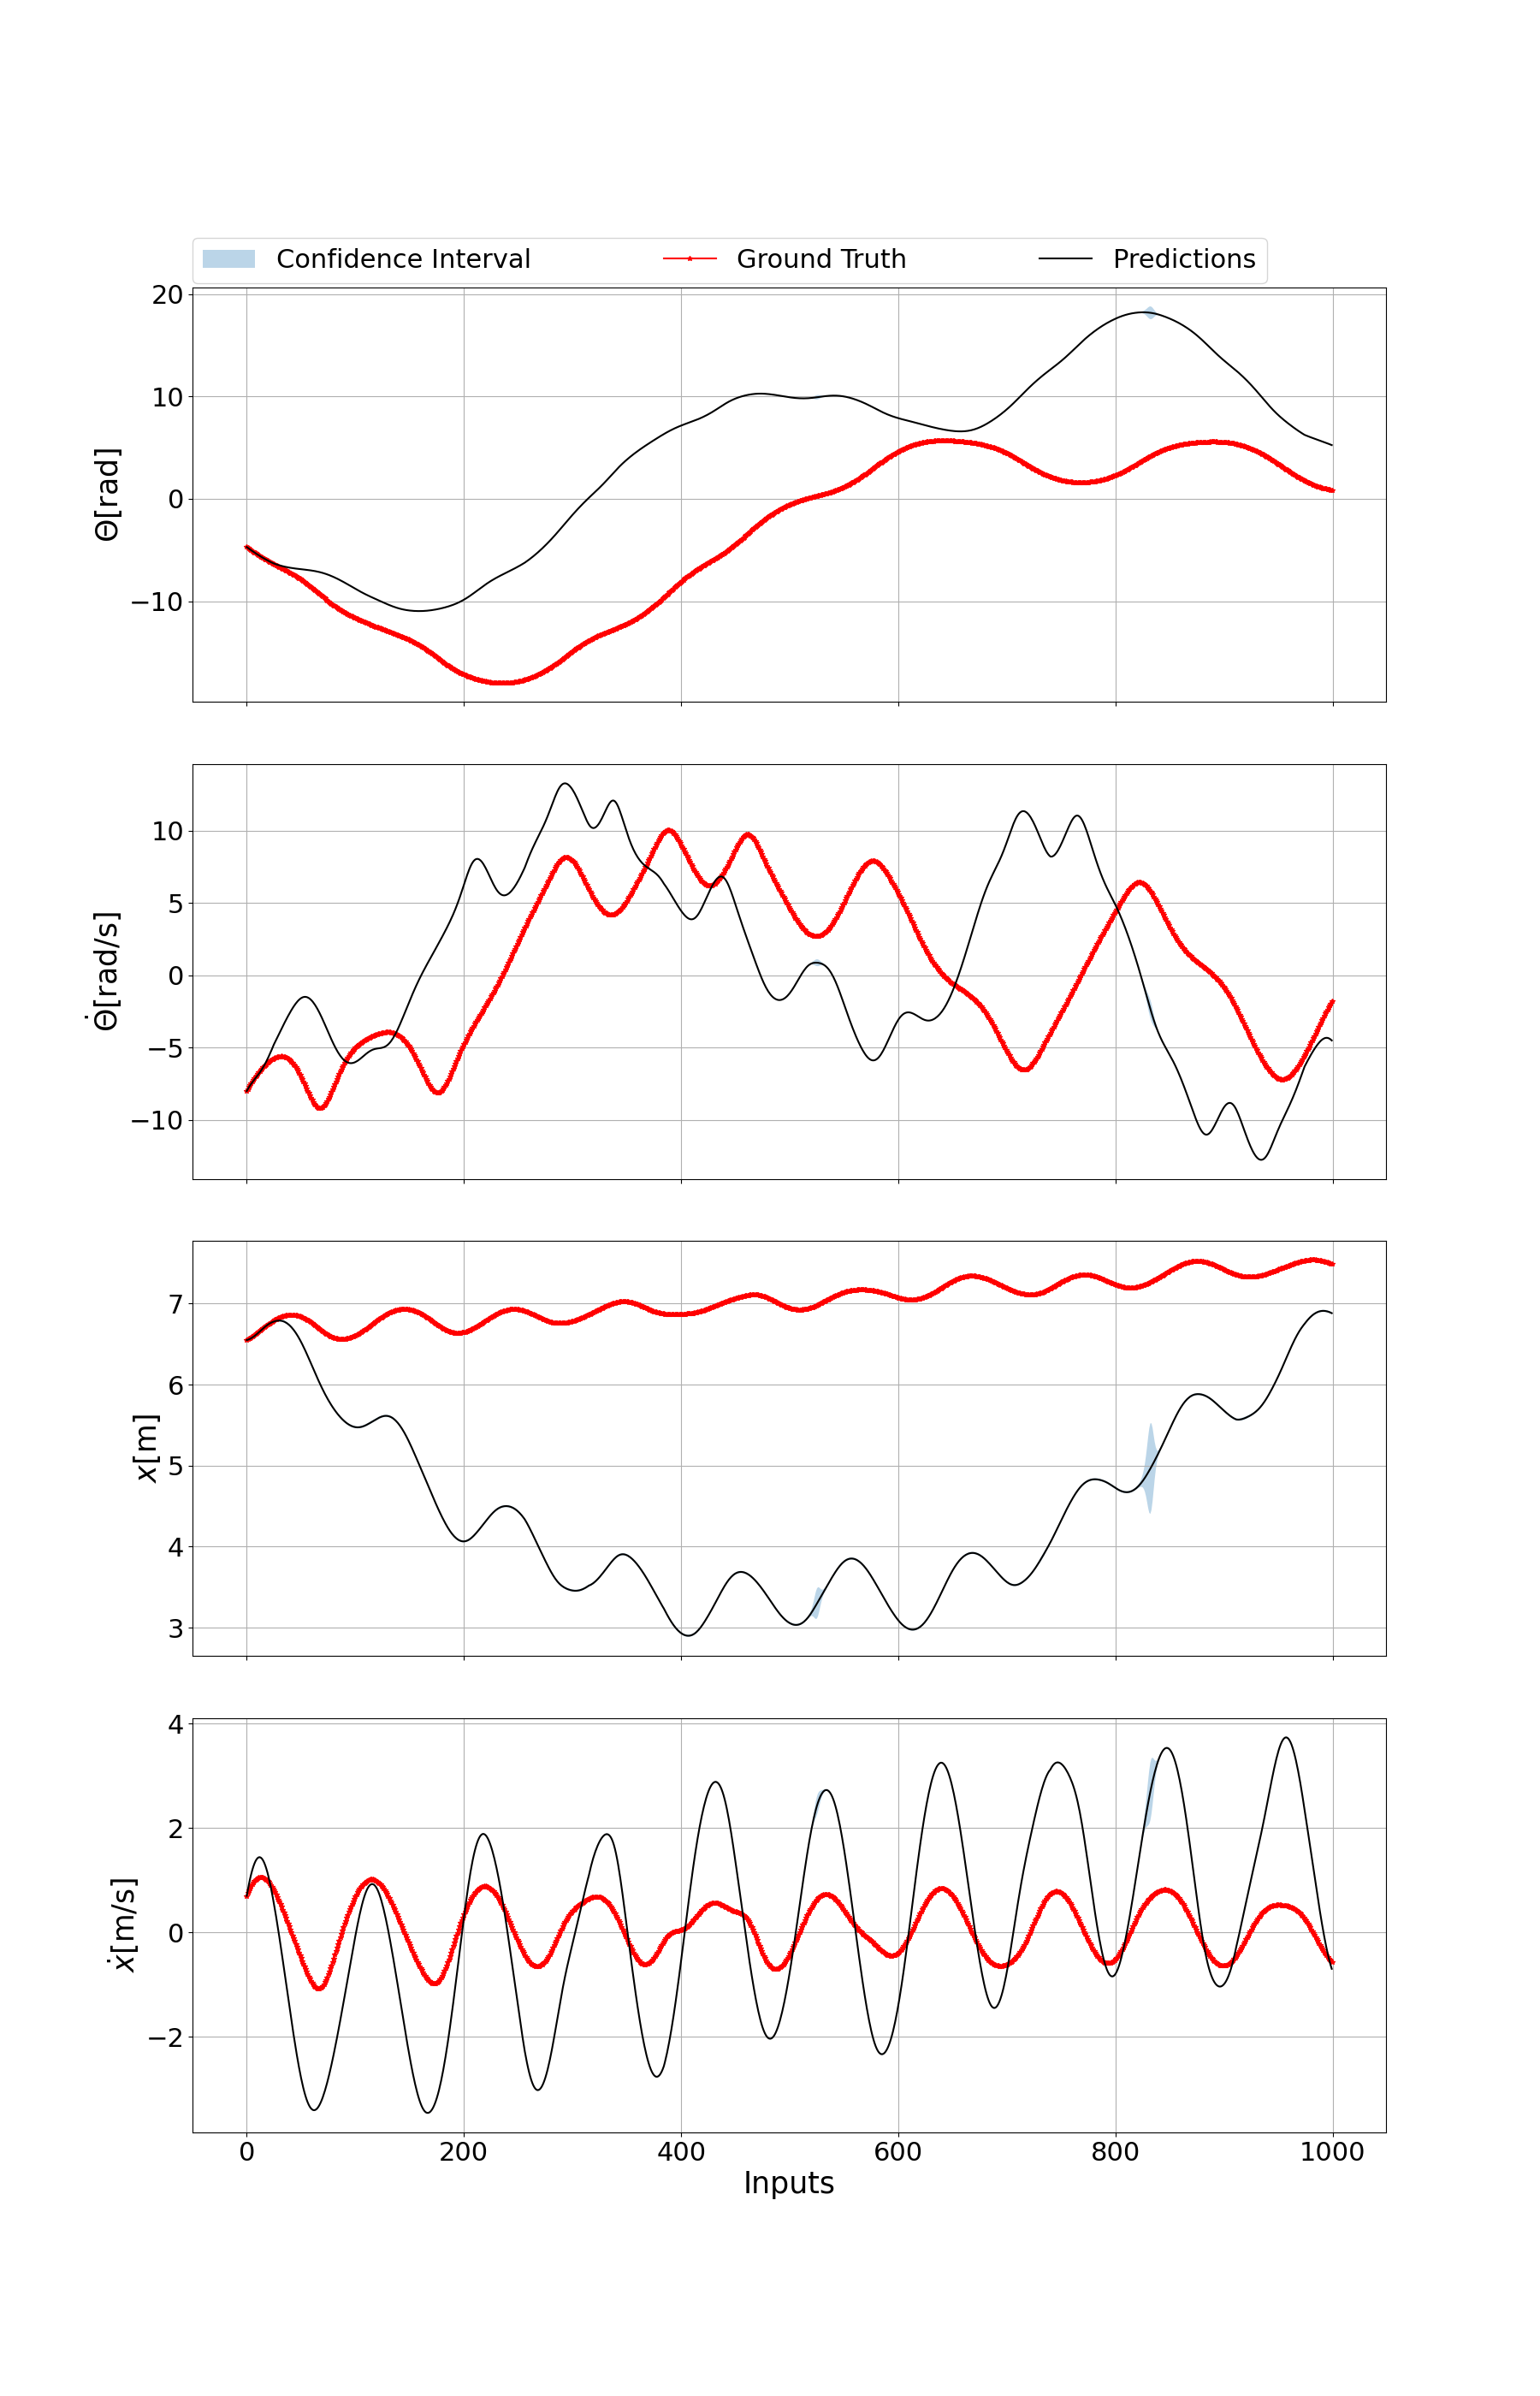 Confidence Interval Ground Truth Predictions
20
10
0
−10
Θ[rad]
10
5
0
−5
−10
Θ̇[rad/s]
7
6
5
4
3
x[m]
4
2
0
−2
ẋ[m/s]
0 200 400 600 800 1000
Inputs